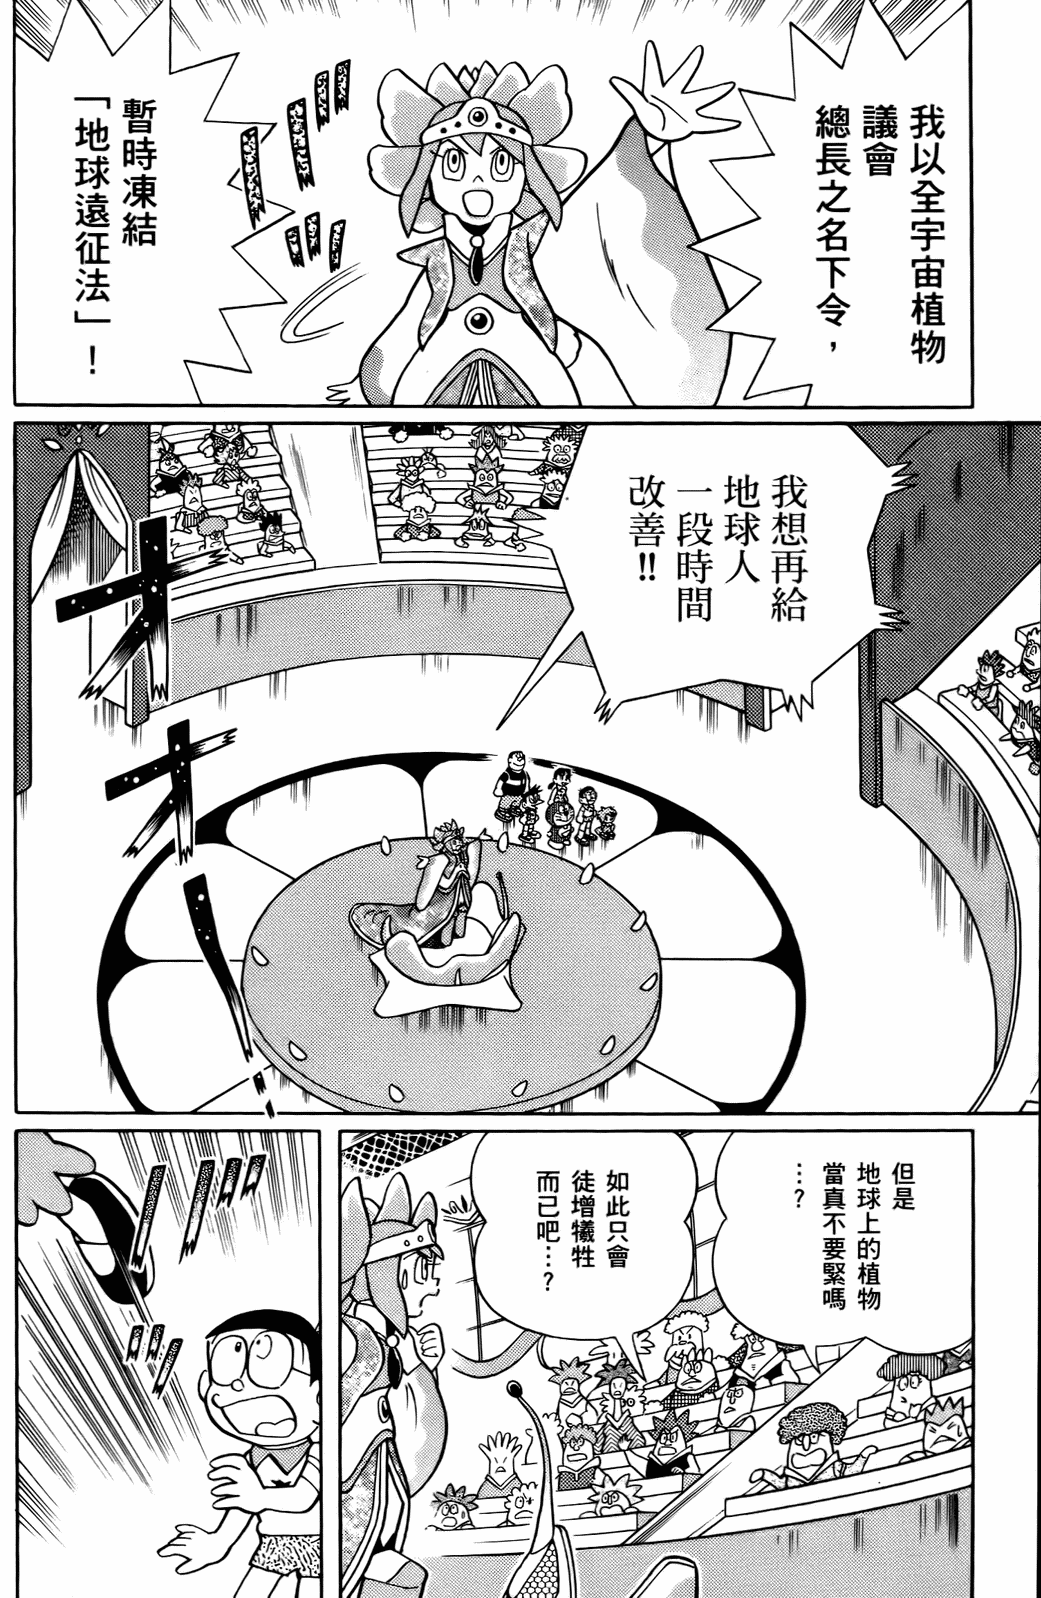 我以全宇宙植物
議會
總長之名下令，
暫時凍結
「地球遠征法」！
我想再給
地球人
一段時間
改善!!
オオ
但是
地球上的植物
當真不要緊嗎
…?
如此只會
徒增犧牲
而已吧…?